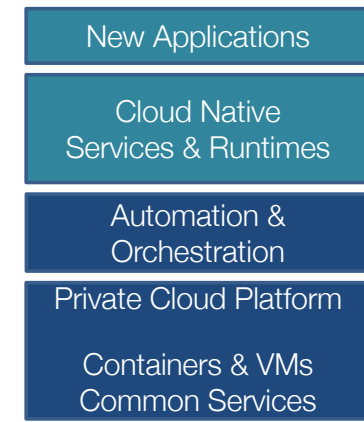 New Applications
Cloud Native
Services & Runtimes
Automation &
Orchestration
Private Cloud Platform
Containers & VMs
Common Services